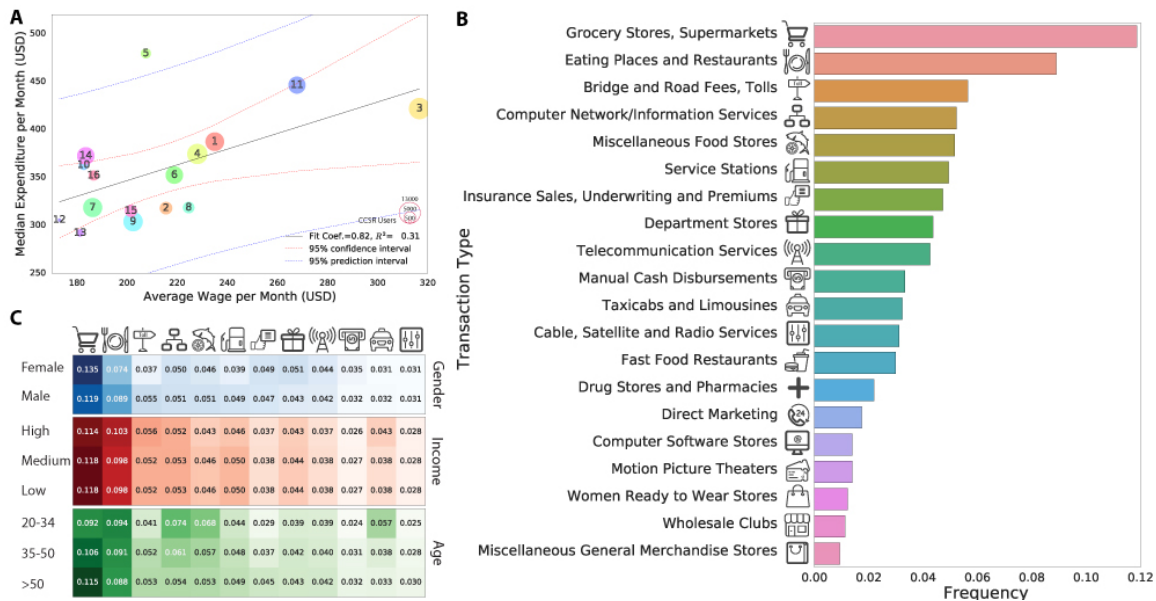 A
Median Expenditure per Month (USD)
500
450
400
350
300
250
5
11
3
1
4
14
10
16
6
7
2
8
15
9
12
13
13000
5000
500
CCSR Users
Fit Coef.=0.82, R²= 0.31
95% confidence interval
95% prediction interval
180 200 220 240 260 280 300 320
Average Wage per Month (USD)
B
Transaction Type
Grocery Stores, Supermarkets
Eating Places and Restaurants
Bridge and Road Fees, Tolls
Computer Network/Information Services
Miscellaneous Food Stores
Service Stations
Insurance Sales, Underwriting and Premiums
Department Stores
Telecommunication Services
Manual Cash Disbursements
Taxicabs and Limousines
Cable, Satellite and Radio Services
Fast Food Restaurants
Drug Stores and Pharmacies
Direct Marketing
24
Computer Software Stores
Motion Picture Theaters
Women Ready to Wear Stores
Wholesale Clubs
Miscellaneous General Merchandise Stores
0.00 0.02 0.04 0.06 0.08 0.10 0.12
Frequency
C
Female 0.135 0.074 0.037 0.050 0.046 0.039 0.049 0.051 0.044 0.035 0.031 0.031
Male 0.119 0.089 0.055 0.051 0.051 0.049 0.047 0.043 0.042 0.032 0.032 0.031
Gender
High 0.114 0.103 0.056 0.052 0.043 0.046 0.037 0.043 0.037 0.026 0.043 0.028
Medium 0.118 0.098 0.052 0.053 0.046 0.050 0.038 0.044 0.038 0.027 0.038 0.028
Low 0.118 0.098 0.052 0.053 0.046 0.050 0.038 0.044 0.038 0.027 0.038 0.028
Income
20-34 0.092 0.094 0.041 0.074 0.068 0.044 0.029 0.039 0.039 0.024 0.057 0.025
35-50 0.106 0.091 0.052 0.061 0.057 0.048 0.037 0.042 0.040 0.031 0.038 0.028
>50 0.115 0.088 0.053 0.054 0.053 0.049 0.045 0.043 0.042 0.032 0.033 0.030
Age